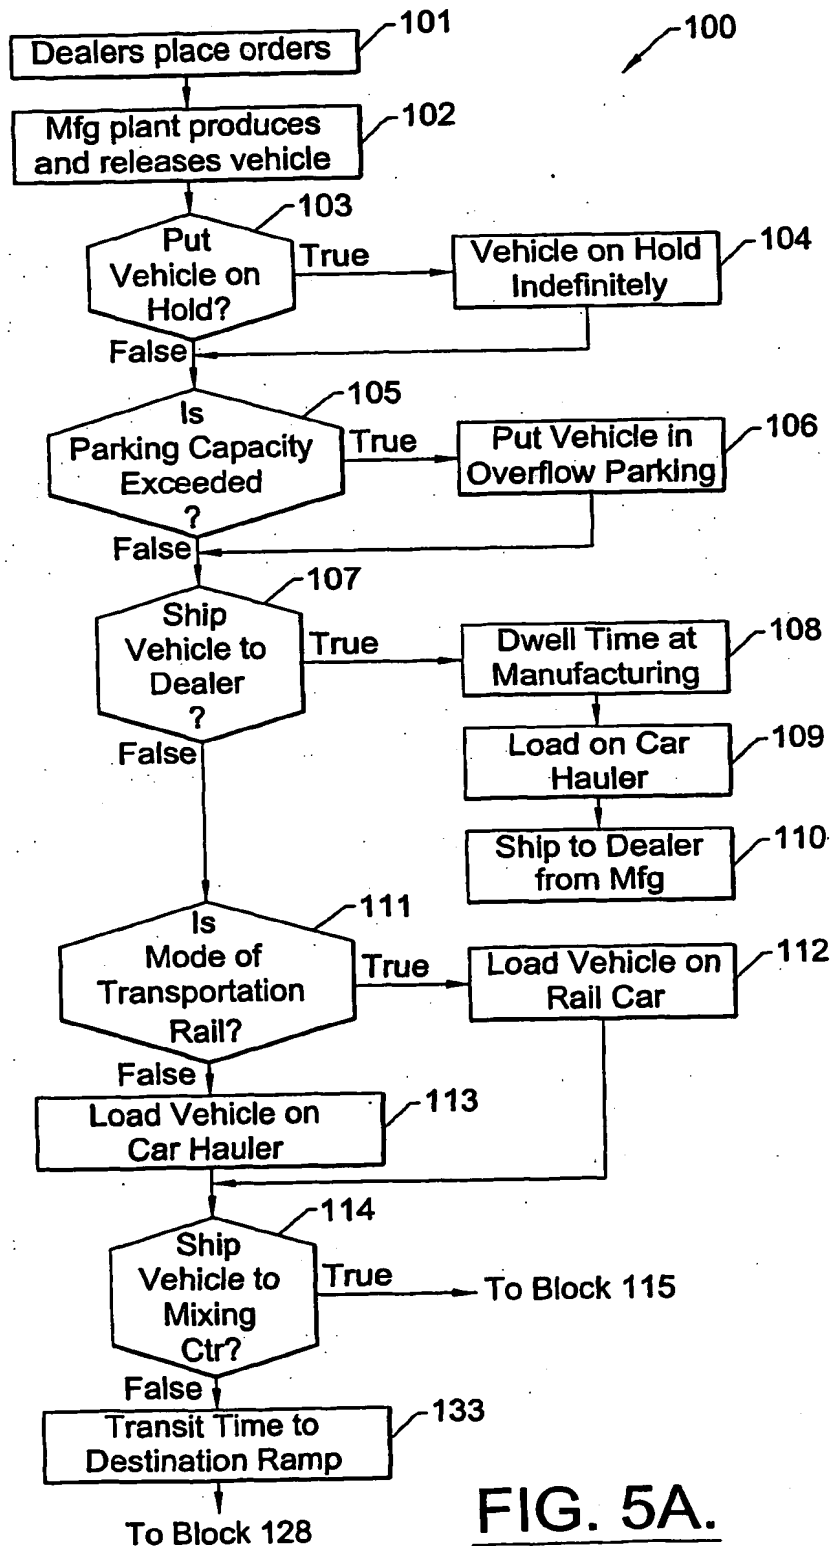 101
100
Dealers place orders
102
Mfg plant produces
and releases vehicle
103
Put
Vehicle on
Hold?
True
Vehicle on Hold
Indefinitely
104
False
105
Is
Parking Capacity
Exceeded
?
True
Put Vehicle in
Overflow Parking
106
False
107
Ship
Vehicle to
Dealer
?
True
Dwell Time at
Manufacturing
108
False
Load on Car
Hauler
109
Ship to Dealer
from Mfg
110
111
Is
Mode of
Transportation
Rail?
True
Load Vehicle on
Rail Car
112
False
Load Vehicle on
Car Hauler
113
114
Ship
Vehicle to
Mixing
Ctr?
True
To Block 115
False
Transit Time to
Destination Ramp
133
To Block 128
FIG. 5A.